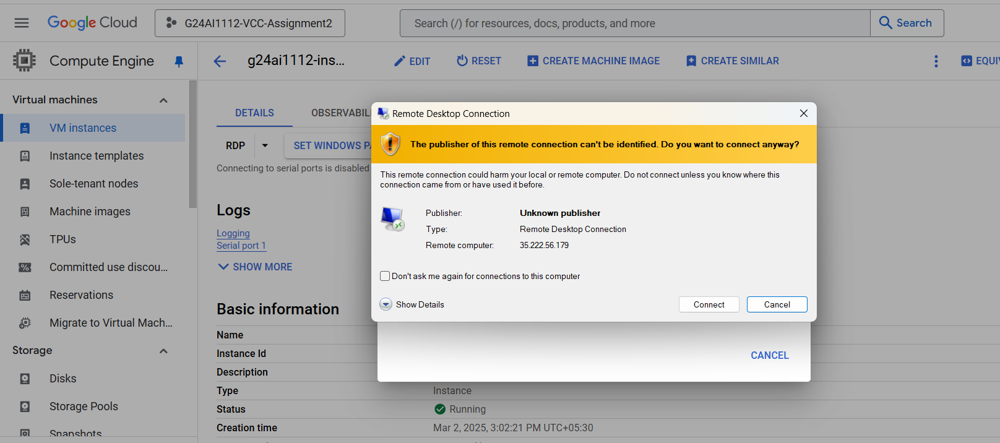 Google Cloud
G24AI1112-VCC-Assignment2
Search (/) for resources, docs, products, and more
Search
Compute Engine
g24ai1112-ins...
EDIT
RESET
CREATE MACHINE IMAGE
CREATE SIMILAR
EQUI
Virtual machines
VM instances
Instance templates
Sole-tenant nodes
Machine images
TPUs
Committed use discou...
Reservations
Migrate to Virtual Mach...
Storage
Disks
Storage Pools
Snapshots
DETAILS
OBSERVABIL
RDP
SET WINDOWS PA
Connecting to serial ports is disabled
Logs
Logging
Serial port 1
SHOW MORE
Basic information
Name
Instance Id
Description
Type Instance
Status Running
Creation time Mar 2, 2025, 3:02:21 PM UTC+05:30
Remote Desktop Connection
The publisher of this remote connection can't be identified. Do you want to connect anyway?
This remote connection could harm your local or remote computer. Do not connect unless you know where this
connection came from or have used it before.
Publisher: Unknown publisher
Type: Remote Desktop Connection
Remote computer: 35.222.56.179
Don't ask me again for connections to this computer
Show Details
Connect
Cancel
CANCEL